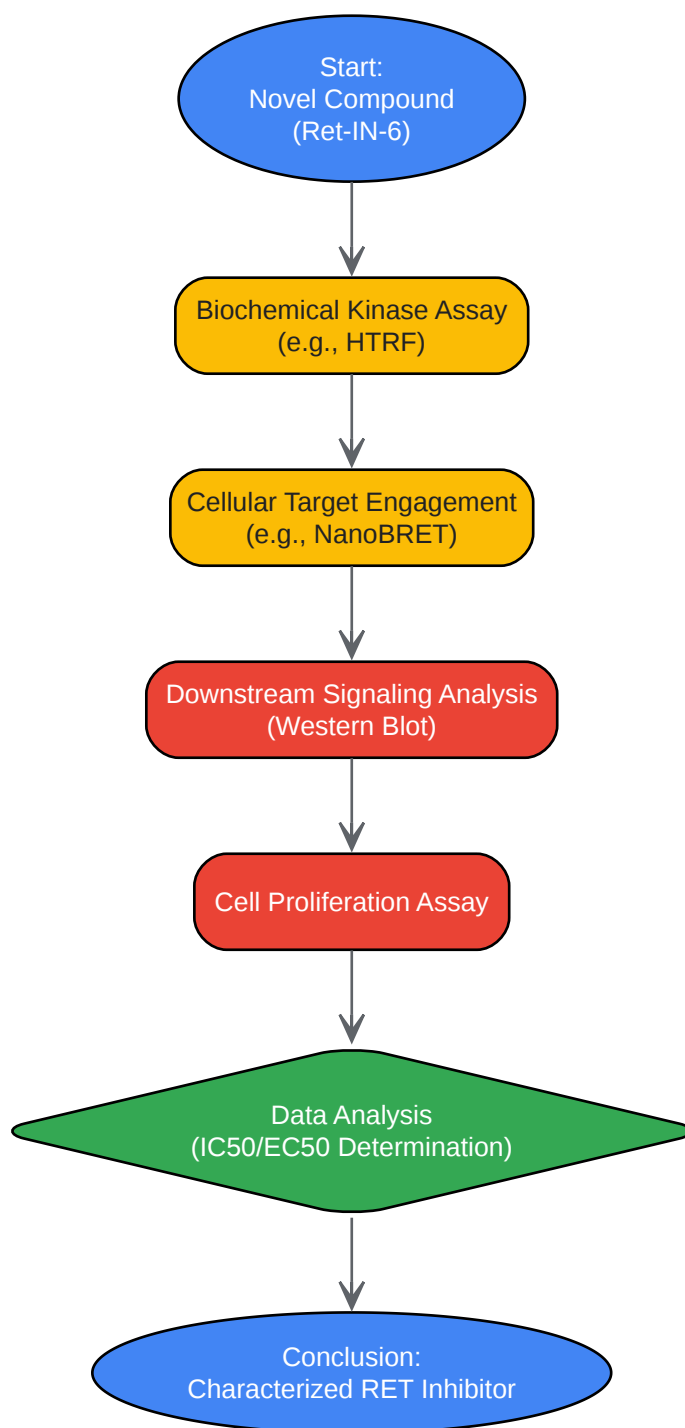 Start:
Novel Compound
(Ret-IN-6)
Biochemical Kinase Assay
(e.g., HTRF)
Cellular Target Engagement
(e.g., NanoBRET)
Downstream Signaling Analysis
(Western Blot)
Cell Proliferation Assay
Data Analysis
(IC50/EC50 Determination)
Conclusion:
Characterized RET Inhibitor